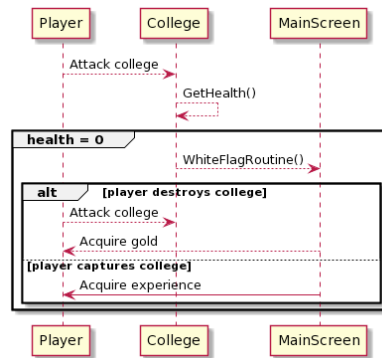 Player College MainScreen
Attack college
GetHealth()
health = 0
WhiteFlagRoutine()
alt [player destroys college]
Attack college
Acquire gold
[player captures college]
Acquire experience
Player College MainScreen